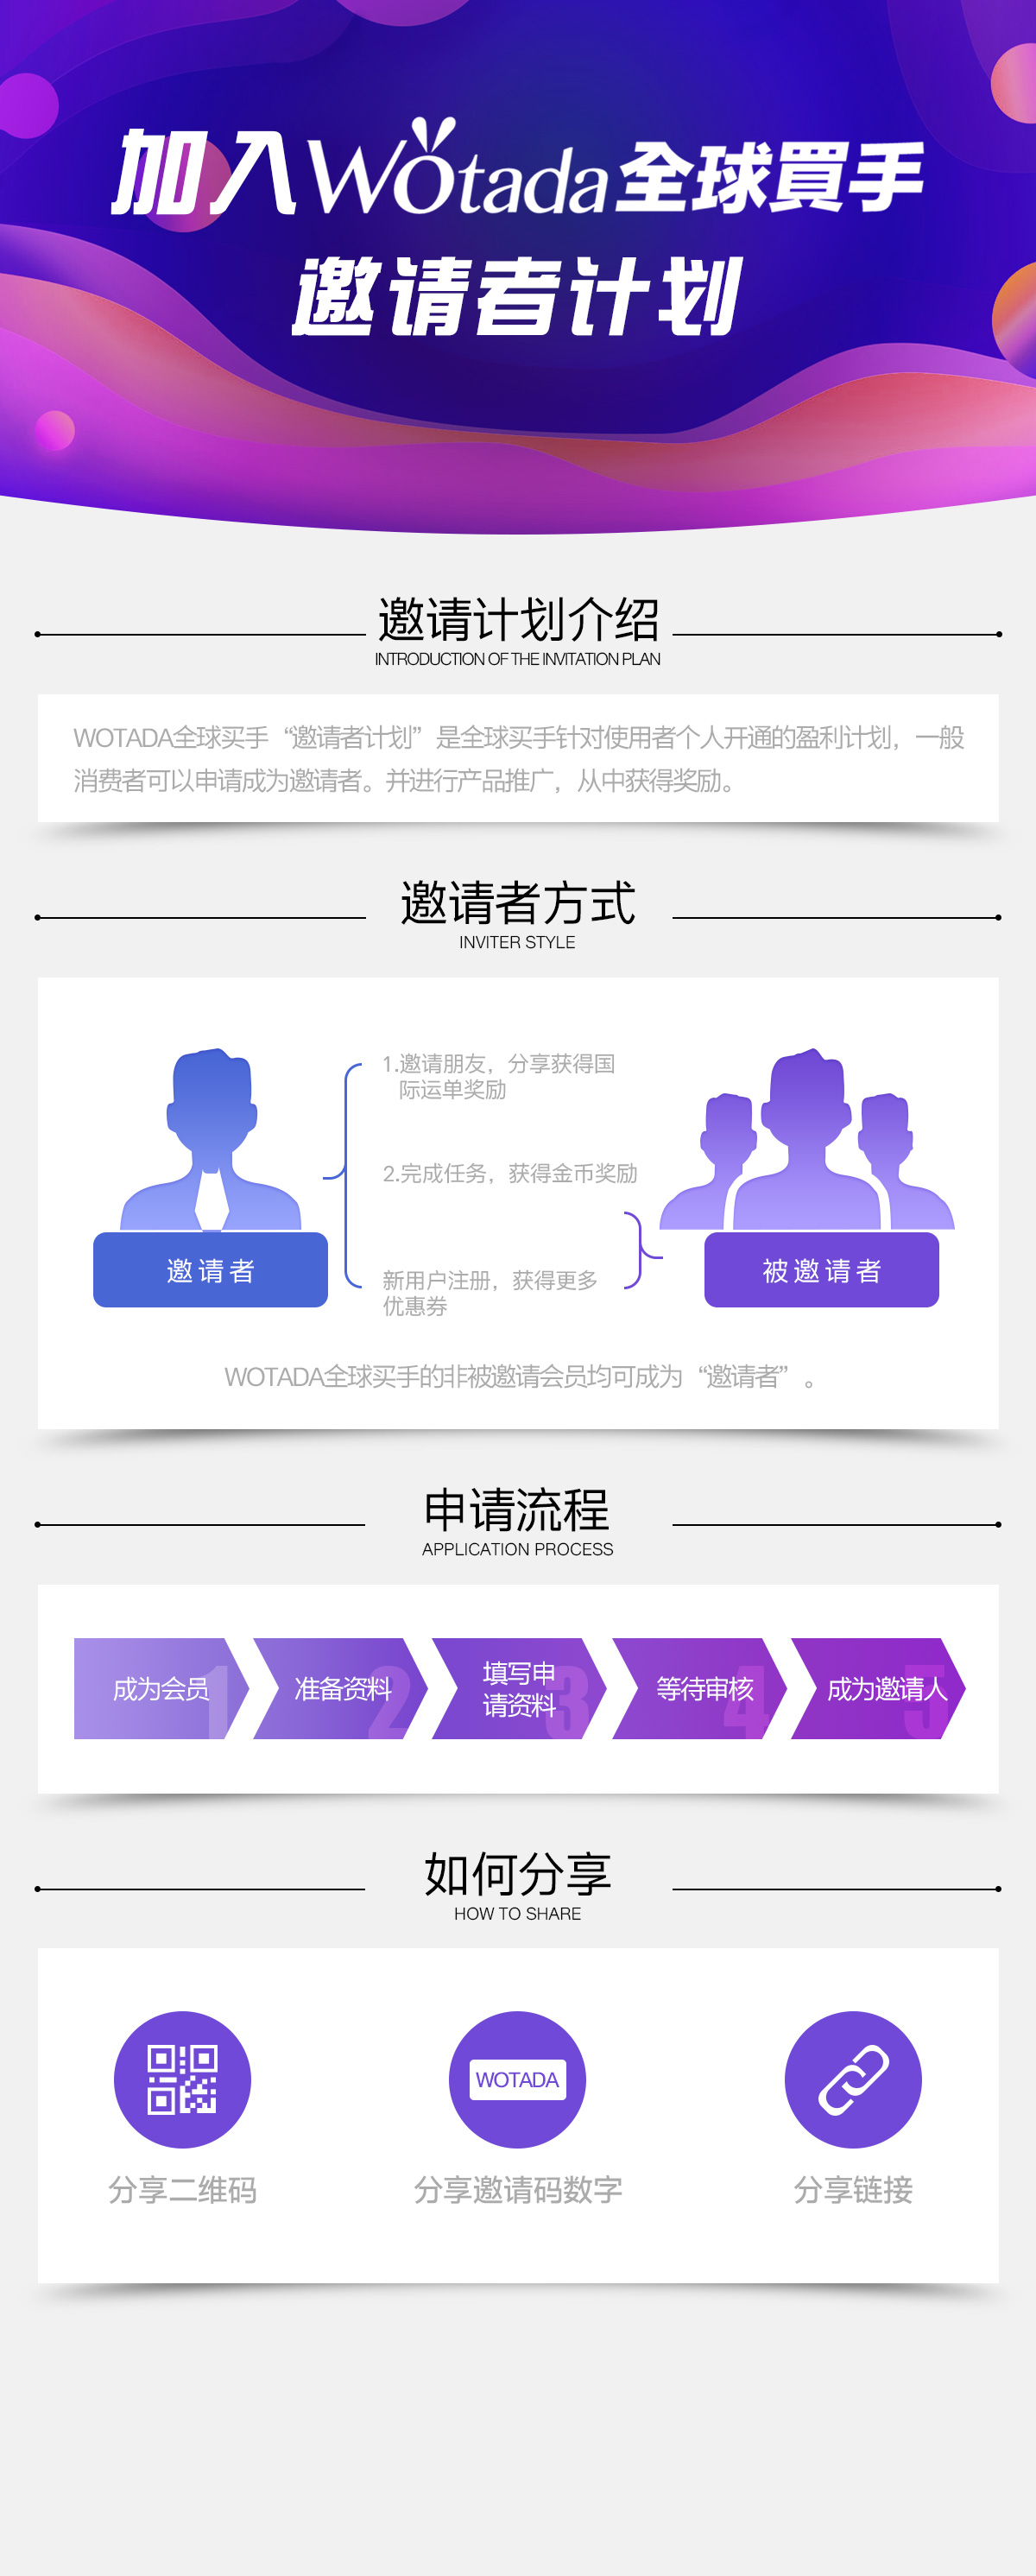 加入Wotada全球買手
邀请者计划
邀请计划介绍
INTRODUCTION OF THE INVITATION PLAN
WOTADA全球买手“邀请者计划”是全球买手针对使用者个人开通的盈利计划，一般
消费者可以申请成为邀请者。并进行产品推广，从中获得奖励。
邀请者方式
INVITER STYLE
1.邀请朋友，分享获得国
际运单奖励
2.完成任务，获得金币奖励
新用户注册，获得更多
优惠券
邀请者
被邀请者
WOTADA全球买手的非被邀请会员均可成为“邀请者”。
申请流程
APPLICATION PROCESS
成为会员 1
准备资料 2
填写申
请资料 3
等待审核 4
成为邀请人 5
如何分享
HOW TO SHARE
WOTADA
分享二维码
分享邀请码数字
分享链接